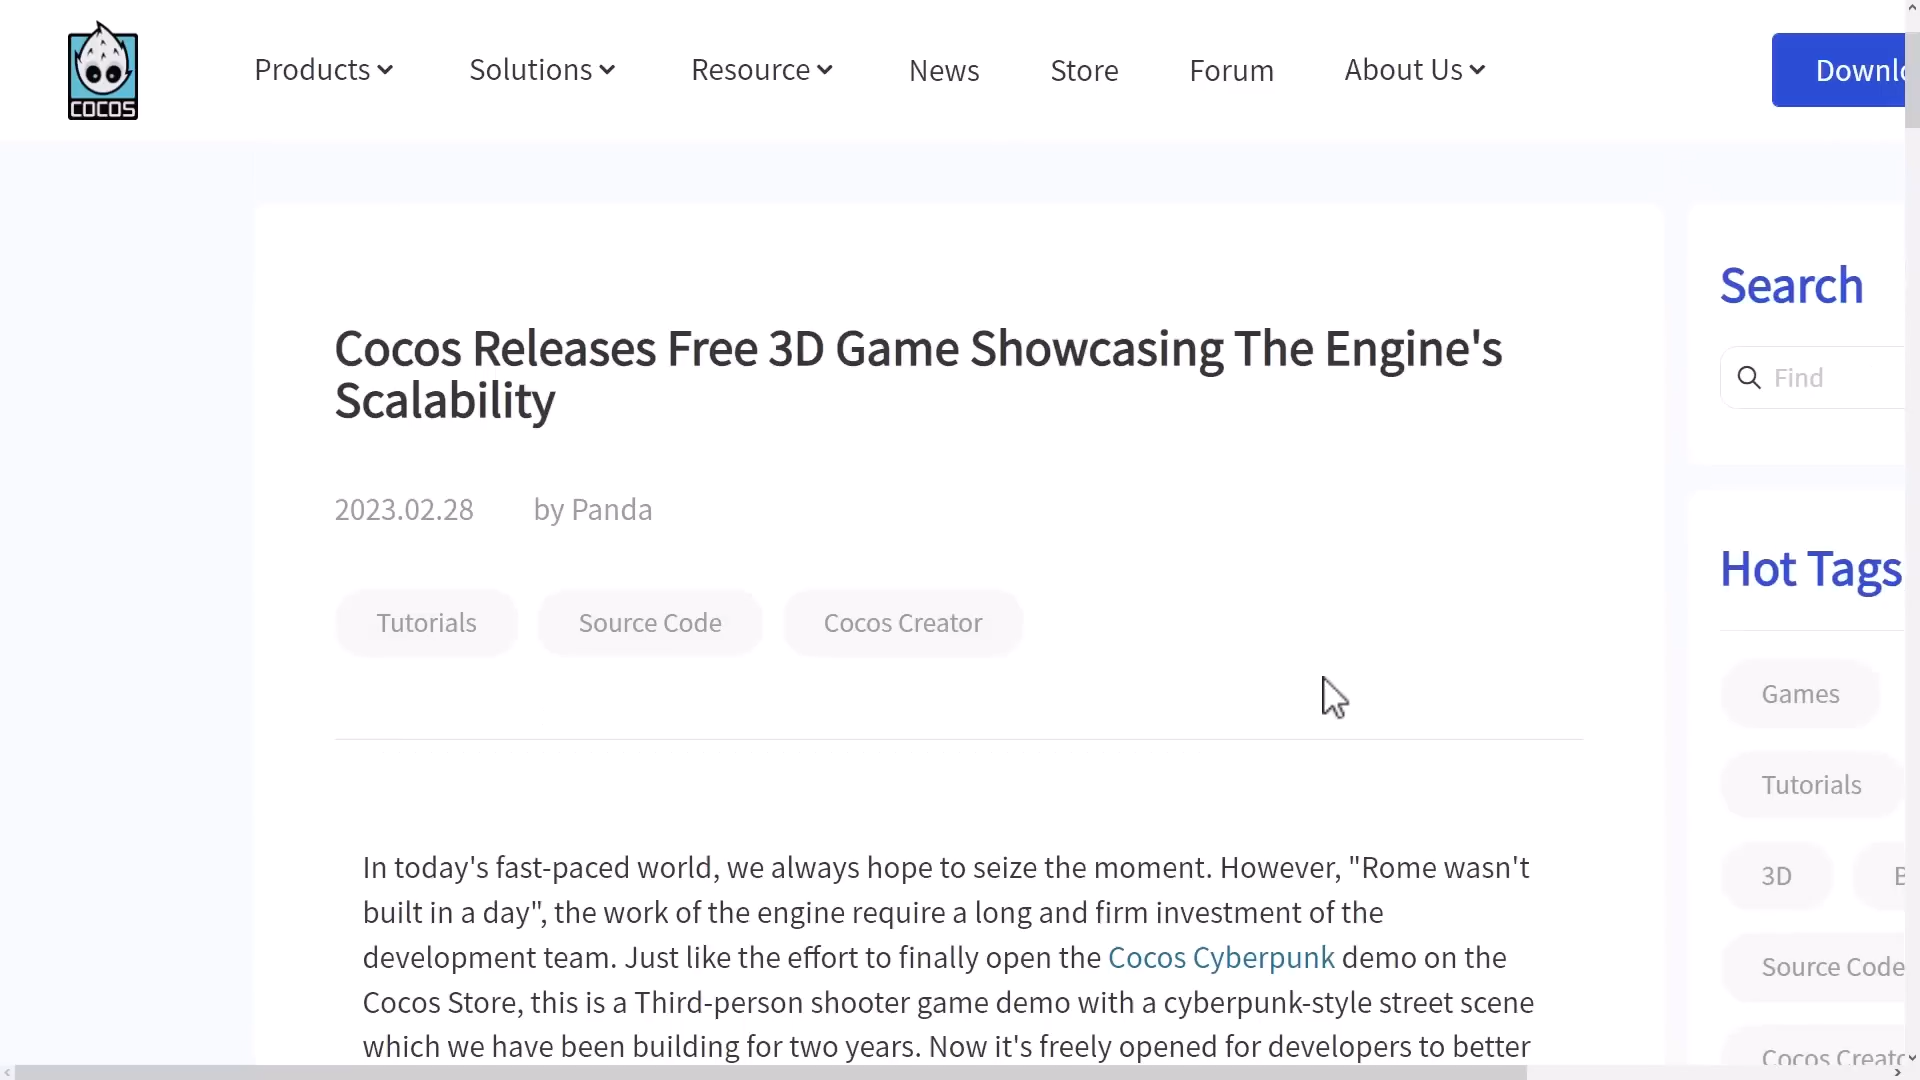 COCOS
Products
Solutions
Resource
News
Store
Forum
About Us
Search
Find
Cocos Releases Free 3D Game Showcasing The Engine's
Scalability
2023.02.28 by Panda
Hot Tags
Tutorials
Source Code
Cocos Creator
Games
Tutorials
3D
Source Code
In today's fast-paced world, we always hope to seize the moment. However, "Rome wasn't
built in a day", the work of the engine require a long and firm investment of the
development team. Just like the effort to finally open the Cocos Cyberpunk demo on the
Cocos Store, this is a Third-person shooter game demo with a cyberpunk-style street scene
which we have been building for two years. Now it's freely opened for developers to better